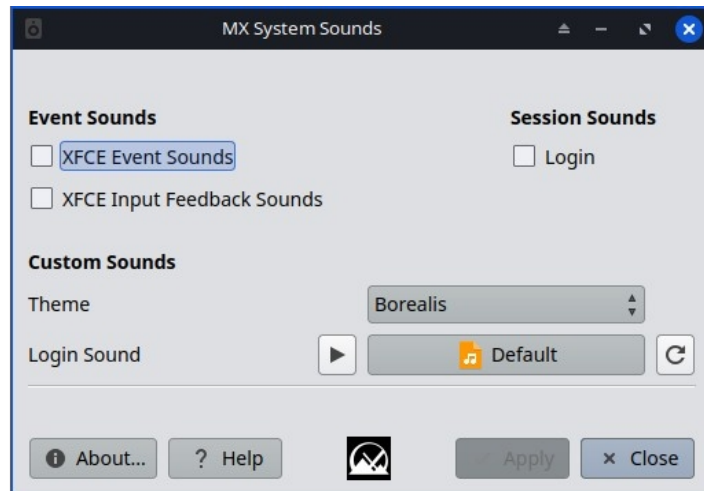 MX System Sounds
Event Sounds
Session Sounds
XFCE Event Sounds
Login
XFCE Input Feedback Sounds
Custom Sounds
Theme
Borealis
Login Sound
Default
About...
? Help
Apply
Close